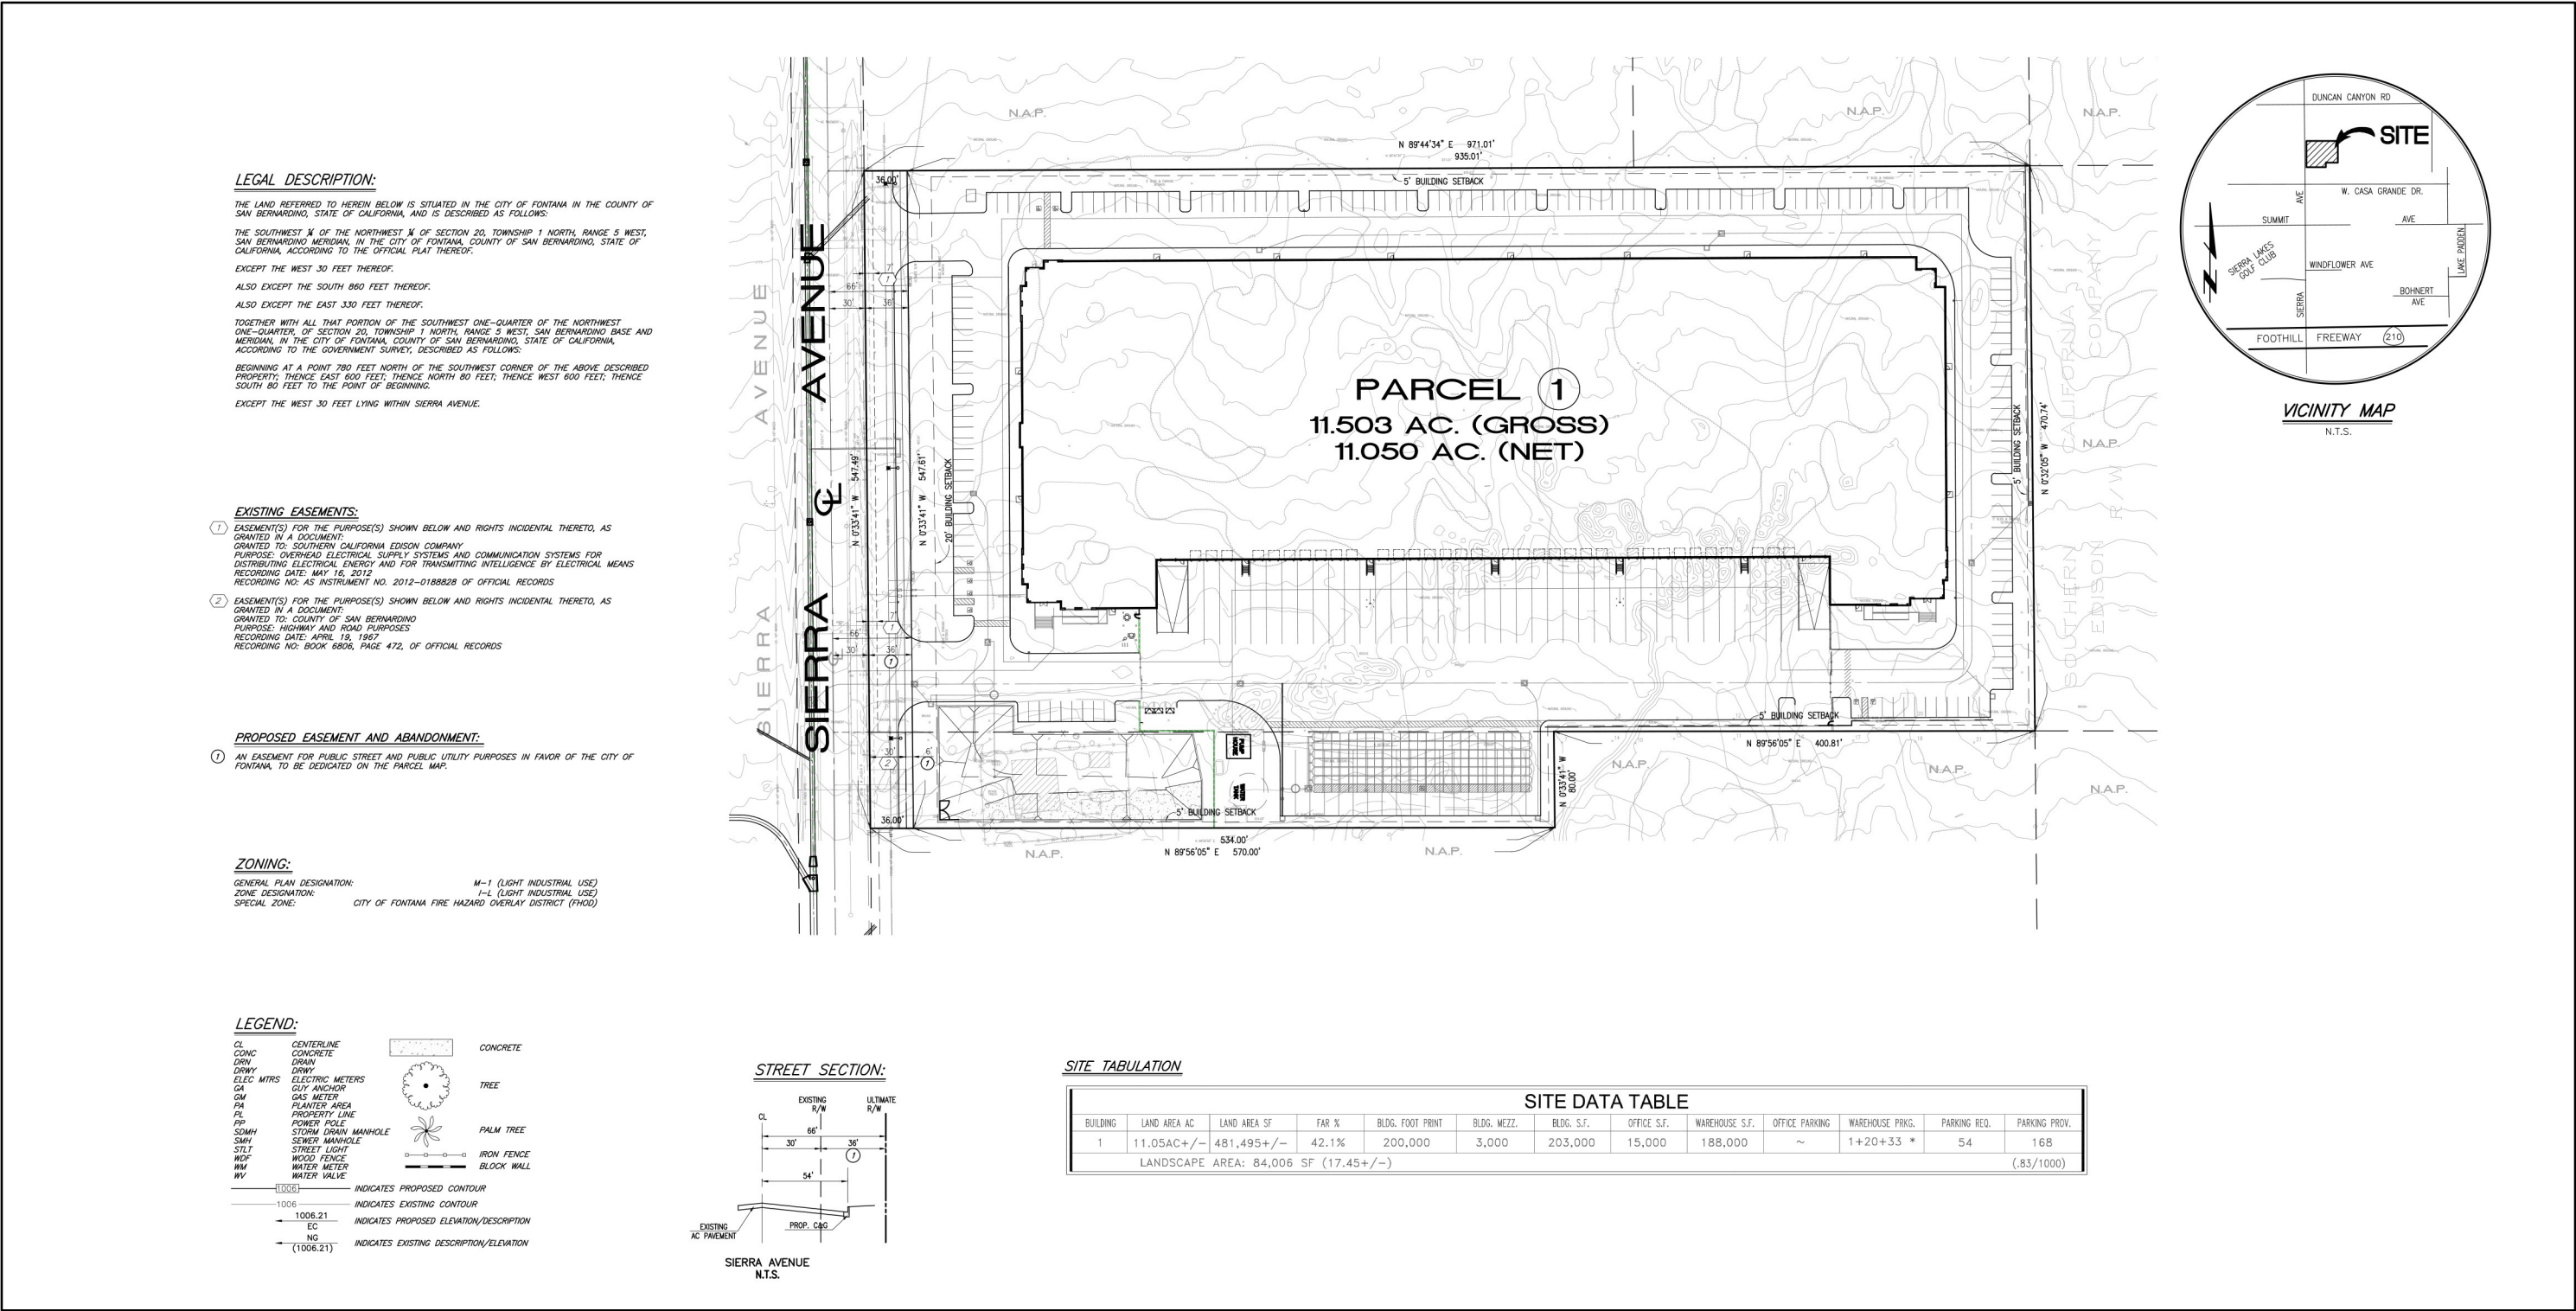 LEGAL DESCRIPTION:
THE LAND REFERRED TO HEREIN BELOW IS SITUATED IN THE CITY OF FONTANA IN THE COUNTY OF
SAN BERNARDINO, STATE OF CALIFORNIA, AND IS DESCRIBED AS FOLLOWS:
THE SOUTHWEST ¼ OF THE NORTHWEST ¼ OF SECTION 20, TOWNSHIP 1 NORTH, RANGE 5 WEST,
SAN BERNARDINO MERIDIAN, IN THE CITY OF FONTANA, COUNTY OF SAN BERNARDINO, STATE OF
CALIFORNIA, ACCORDING TO THE OFFICIAL PLAT THEREOF.
EXCEPT THE WEST 30 FEET THEREOF.
ALSO EXCEPT THE SOUTH 860 FEET THEREOF.
ALSO EXCEPT THE EAST 330 FEET THEREOF.
TOGETHER WITH ALL THAT PORTION OF THE SOUTHWEST ONE-QUARTER OF THE NORTHWEST
ONE-QUARTER, OF SECTION 20, TOWNSHIP 1 NORTH, RANGE 5 WEST, SAN BERNARDINO BASE AND
MERIDIAN, IN THE CITY OF FONTANA, COUNTY OF SAN BERNARDINO, STATE OF CALIFORNIA,
ACCORDING TO THE GOVERNMENT SURVEY, DESCRIBED AS FOLLOWS:
BEGINNING AT A POINT 780 FEET NORTH OF THE SOUTHWEST CORNER OF THE ABOVE DESCRIBED
PROPERTY; THENCE EAST 600 FEET; THENCE NORTH 80 FEET; THENCE WEST 600 FEET; THENCE
SOUTH 80 FEET TO THE POINT OF BEGINNING.
EXCEPT THE WEST 30 FEET LYING WITHIN SIERRA AVENUE.
EXISTING EASEMENTS:
1 EASEMENT(S) FOR THE PURPOSE(S) SHOWN BELOW AND RIGHTS INCIDENTAL THERETO, AS
GRANTED IN A DOCUMENT:
GRANTED TO: SOUTHERN CALIFORNIA EDISON COMPANY
PURPOSE: OVERHEAD ELECTRICAL SUPPLY SYSTEMS AND COMMUNICATION SYSTEMS FOR
DISTRIBUTING ELECTRICAL ENERGY AND FOR TRANSMITTING INTELLIGENCE BY ELECTRICAL MEANS
RECORDING DATE: MAY 16, 2012
RECORDING NO: AS INSTRUMENT NO. 2012-0188828 OF OFFICIAL RECORDS
2 EASEMENT(S) FOR THE PURPOSE(S) SHOWN BELOW AND RIGHTS INCIDENTAL THERETO, AS
GRANTED IN A DOCUMENT:
GRANTED TO: COUNTY OF SAN BERNARDINO
PURPOSE: HIGHWAY AND ROAD PURPOSES
RECORDING DATE: APRIL 19, 1967
RECORDING NO: BOOK 6806, PAGE 472, OF OFFICIAL RECORDS
PROPOSED EASEMENT AND ABANDONMENT:
1 AN EASEMENT FOR PUBLIC STREET AND PUBLIC UTILITY PURPOSES IN FAVOR OF THE CITY OF
FONTANA, TO BE DEDICATED ON THE PARCEL MAP.
ZONING:
GENERAL PLAN DESIGNATION: M-1 (LIGHT INDUSTRIAL USE)
ZONE DESIGNATION: I-L (LIGHT INDUSTRIAL USE)
SPECIAL ZONE: CITY OF FONTANA FIRE HAZARD OVERLAY DISTRICT (FHOD)
LEGEND:
CL CENTERLINE
CONC CONCRETE
DRN DRAIN
DRWY DRWY
ELEC MTRS ELECTRIC METERS
GA GUY ANCHOR
GM GAS METER
PA PLANTER AREA
PL PROPERTY LINE
PP POWER POLE
SDMH STORM DRAIN MANHOLE
SMH SEWER MANHOLE
STLT STREET LIGHT
WDF WOOD FENCE
WM WATER METER
WV WATER VALVE
CONCRETE
TREE
PALM TREE
IRON FENCE
BLOCK WALL
1006 INDICATES PROPOSED CONTOUR
1006 INDICATES EXISTING CONTOUR
1006.21
EC
INDICATES PROPOSED ELEVATION/DESCRIPTION
NG
(1006.21)
INDICATES EXISTING DESCRIPTION/ELEVATION
N.A.P.
N.A.P.
N.A.P.
N 89°44'34" E 971.01'
935.01'
5' BUILDING SETBACK
36.00'
SIERRA AVENUE
SIERRA AVENUE
CL
7'
1
66'
30' 36'
N 0°33'41" W 547.49'
N 0°33'41" W 547.61'
20' BUILDING SETBACK
PARCEL 1
11.503 AC. (GROSS)
11.050 AC. (NET)
5' BUILDING SETBACK
N 0°32'05" W 470.74'
SOUTHERN CALIFORNIA
EDISON COMPANY
R/W
N.A.P.
7'
1
66'
30' 36'
1
30' 6'
2 1
36.00'
PUMP
HOUSE
WATER
TANK
5' BUILDING SETBACK
5' BUILDING SETBACK
N 89°56'05" E 400.81'
N 0°33'41" W
80.00'
N.A.P.
N.A.P.
N.A.P.
534.00'
N 89°56'05" E 570.00'
N.A.P.
N.A.P.
DUNCAN CANYON RD
SITE
W. CASA GRANDE DR.
AVE
SUMMIT AVE
SIERRA LAKES
GOLF CLUB
WINDFLOWER AVE
LAKE PADDEN
BOHNERT
AVE
SIERRA
FOOTHILL FREEWAY 210
N
VICINITY MAP
N.T.S.
STREET SECTION:
EXISTING
R/W
ULTIMATE
R/W
CL
66'
30' 36'
1
54'
EXISTING
AC PAVEMENT
PROP. C&G
SIERRA AVENUE
N.T.S.
SITE TABULATION
SITE DATA TABLE
BUILDING LAND AREA AC LAND AREA SF FAR % BLDG. FOOT PRINT BLDG. MEZZ. BLDG. S.F. OFFICE S.F. WAREHOUSE S.F. OFFICE PARKING WAREHOUSE PRKG. PARKING REQ. PARKING PROV.
1 11.05AC+/- 481,495+/- 42.1% 200,000 3,000 203,000 15,000 188,000 ~ 1+20+33 * 54 168
LANDSCAPE AREA: 84,006 SF (17.45+/-) (.83/1000)